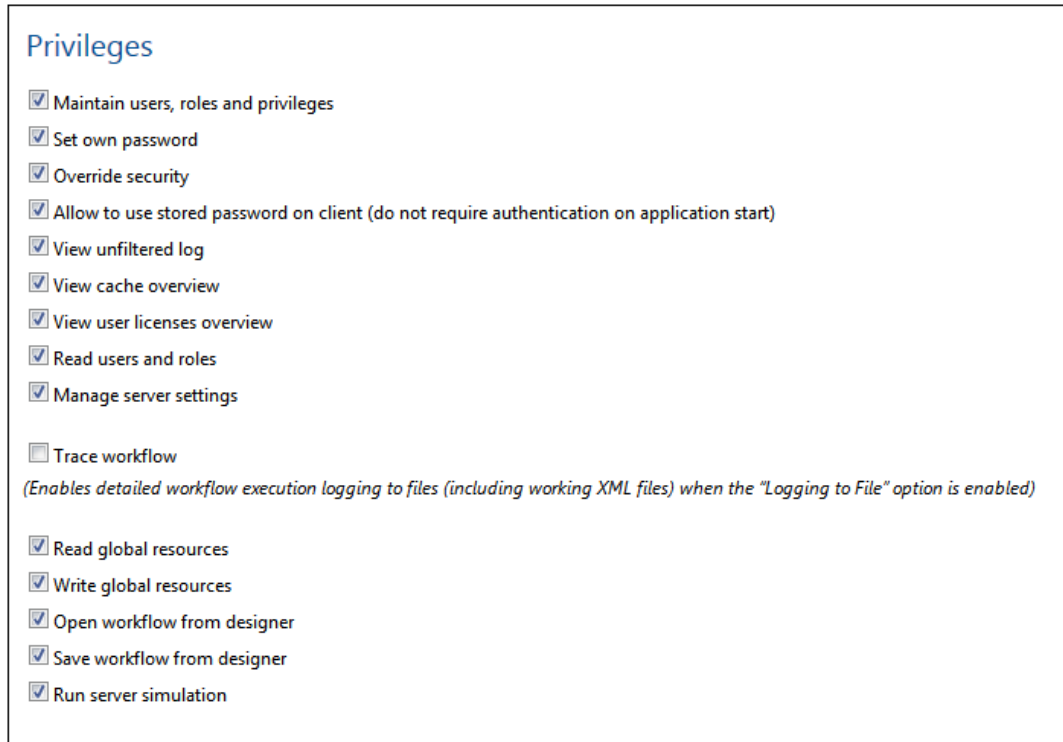 Privileges
Maintain users, roles and privileges
Set own password
Override security
Allow to use stored password on client (do not require authentication on application start)
View unfiltered log
View cache overview
View user licenses overview
Read users and roles
Manage server settings
Trace workflow
(Enables detailed workflow execution logging to files (including working XML files) when the "Logging to File" option is enabled)
Read global resources
Write global resources
Open workflow from designer
Save workflow from designer
Run server simulation